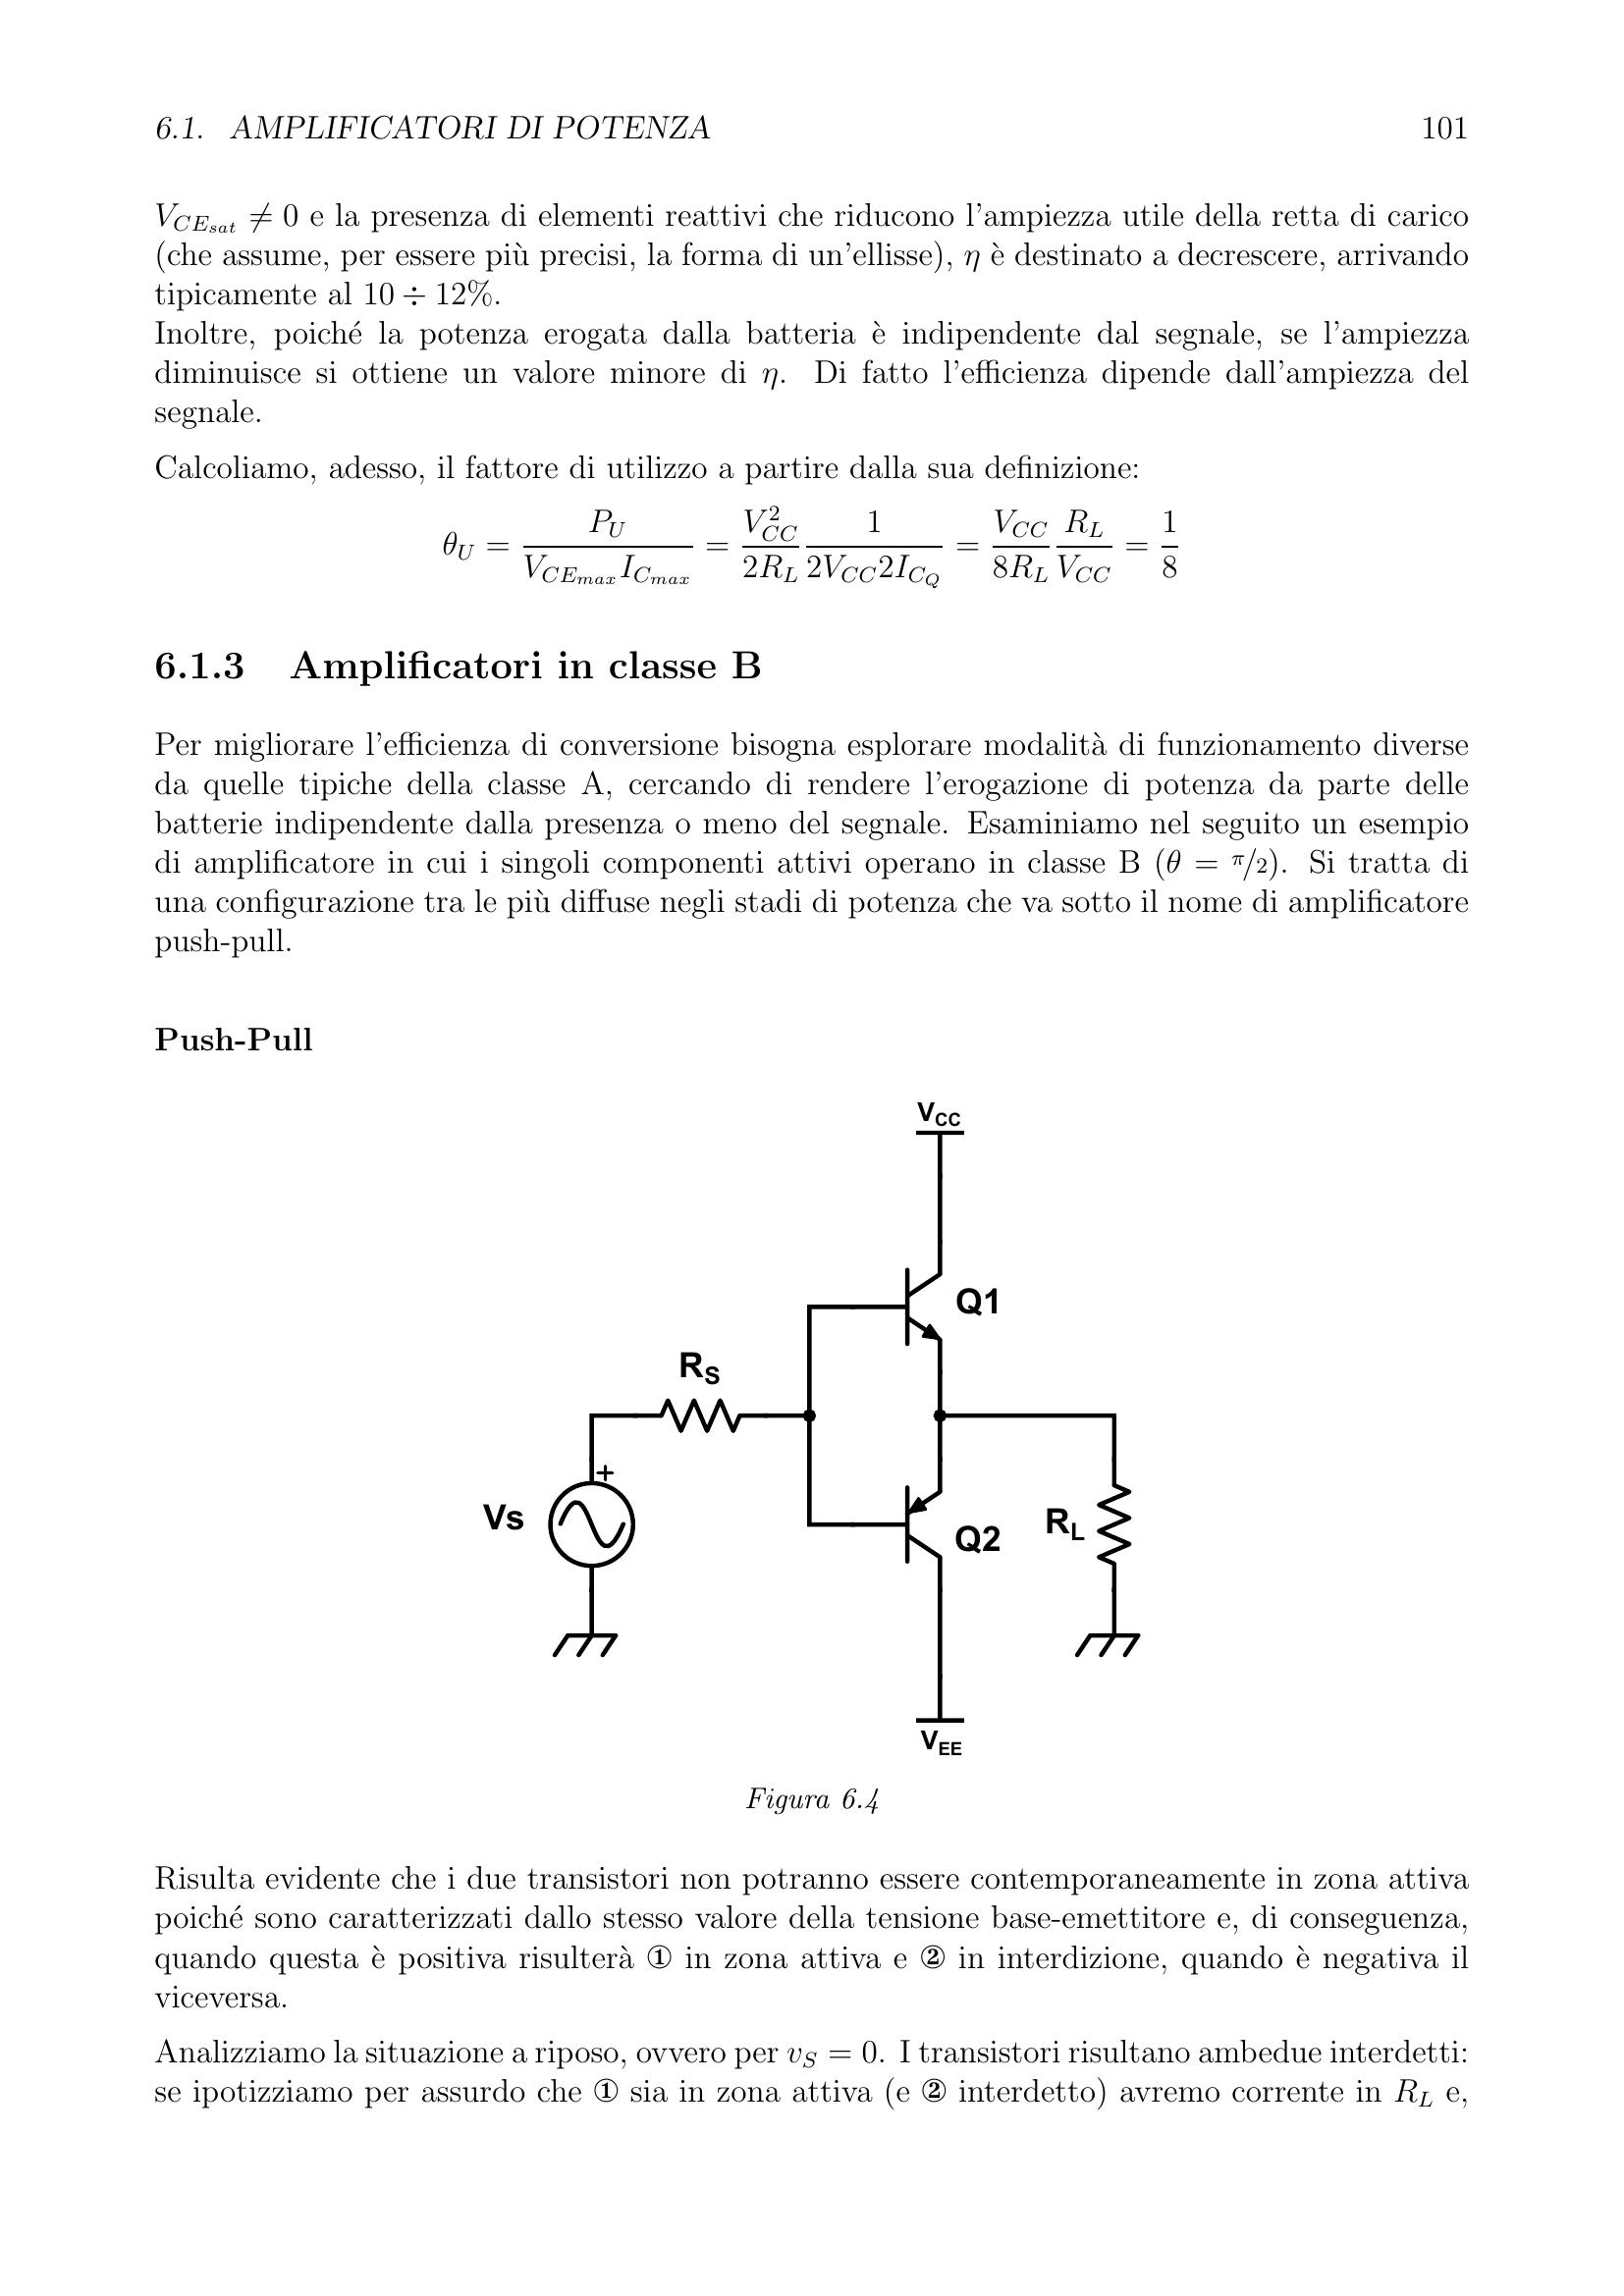 6.1. AMPLIFICATORI DI POTENZA 101
V_{CE_{sat}} ≠ 0 e la presenza di elementi reattivi che riducono l'ampiezza utile della retta di carico
(che assume, per essere più precisi, la forma di un'ellisse), η è destinato a decrescere, arrivando
tipicamente al 10 ÷ 12%.
Inoltre, poiché la potenza erogata dalla batteria è indipendente dal segnale, se l'ampiezza
diminuisce si ottiene un valore minore di η. Di fatto l'efficienza dipende dall'ampiezza del
segnale.
Calcoliamo, adesso, il fattore di utilizzo a partire dalla sua definizione:
θ_U = \frac{P_U}{V_{CE_{max}} I_{C_{max}}} = \frac{V_{CC}^2}{2R_L} \frac{1}{2V_{CC} 2I_{C_Q}} = \frac{V_{CC}}{8R_L} \frac{R_L}{V_{CC}} = \frac{1}{8}
6.1.3 Amplificatori in classe B
Per migliorare l'efficienza di conversione bisogna esplorare modalità di funzionamento diverse
da quelle tipiche della classe A, cercando di rendere l'erogazione di potenza da parte delle
batterie indipendente dalla presenza o meno del segnale. Esaminiamo nel seguito un esempio
di amplificatore in cui i singoli componenti attivi operano in classe B (θ = π/2). Si tratta di
una configurazione tra le più diffuse negli stadi di potenza che va sotto il nome di amplificatore
push-pull.
Push-Pull
V_{CC}
Q1
R_S
+
Vs
Q2
R_L
V_{EE}
Figura 6.4
Risulta evidente che i due transistori non potranno essere contemporaneamente in zona attiva
poiché sono caratterizzati dallo stesso valore della tensione base-emettitore e, di conseguenza,
quando questa è positiva risulterà ① in zona attiva e ② in interdizione, quando è negativa il
viceversa.
Analizziamo la situazione a riposo, ovvero per v_S = 0. I transistori risultano ambedue interdetti:
se ipotizziamo per assurdo che ① sia in zona attiva (e ② interdetto) avremo corrente in R_L e,